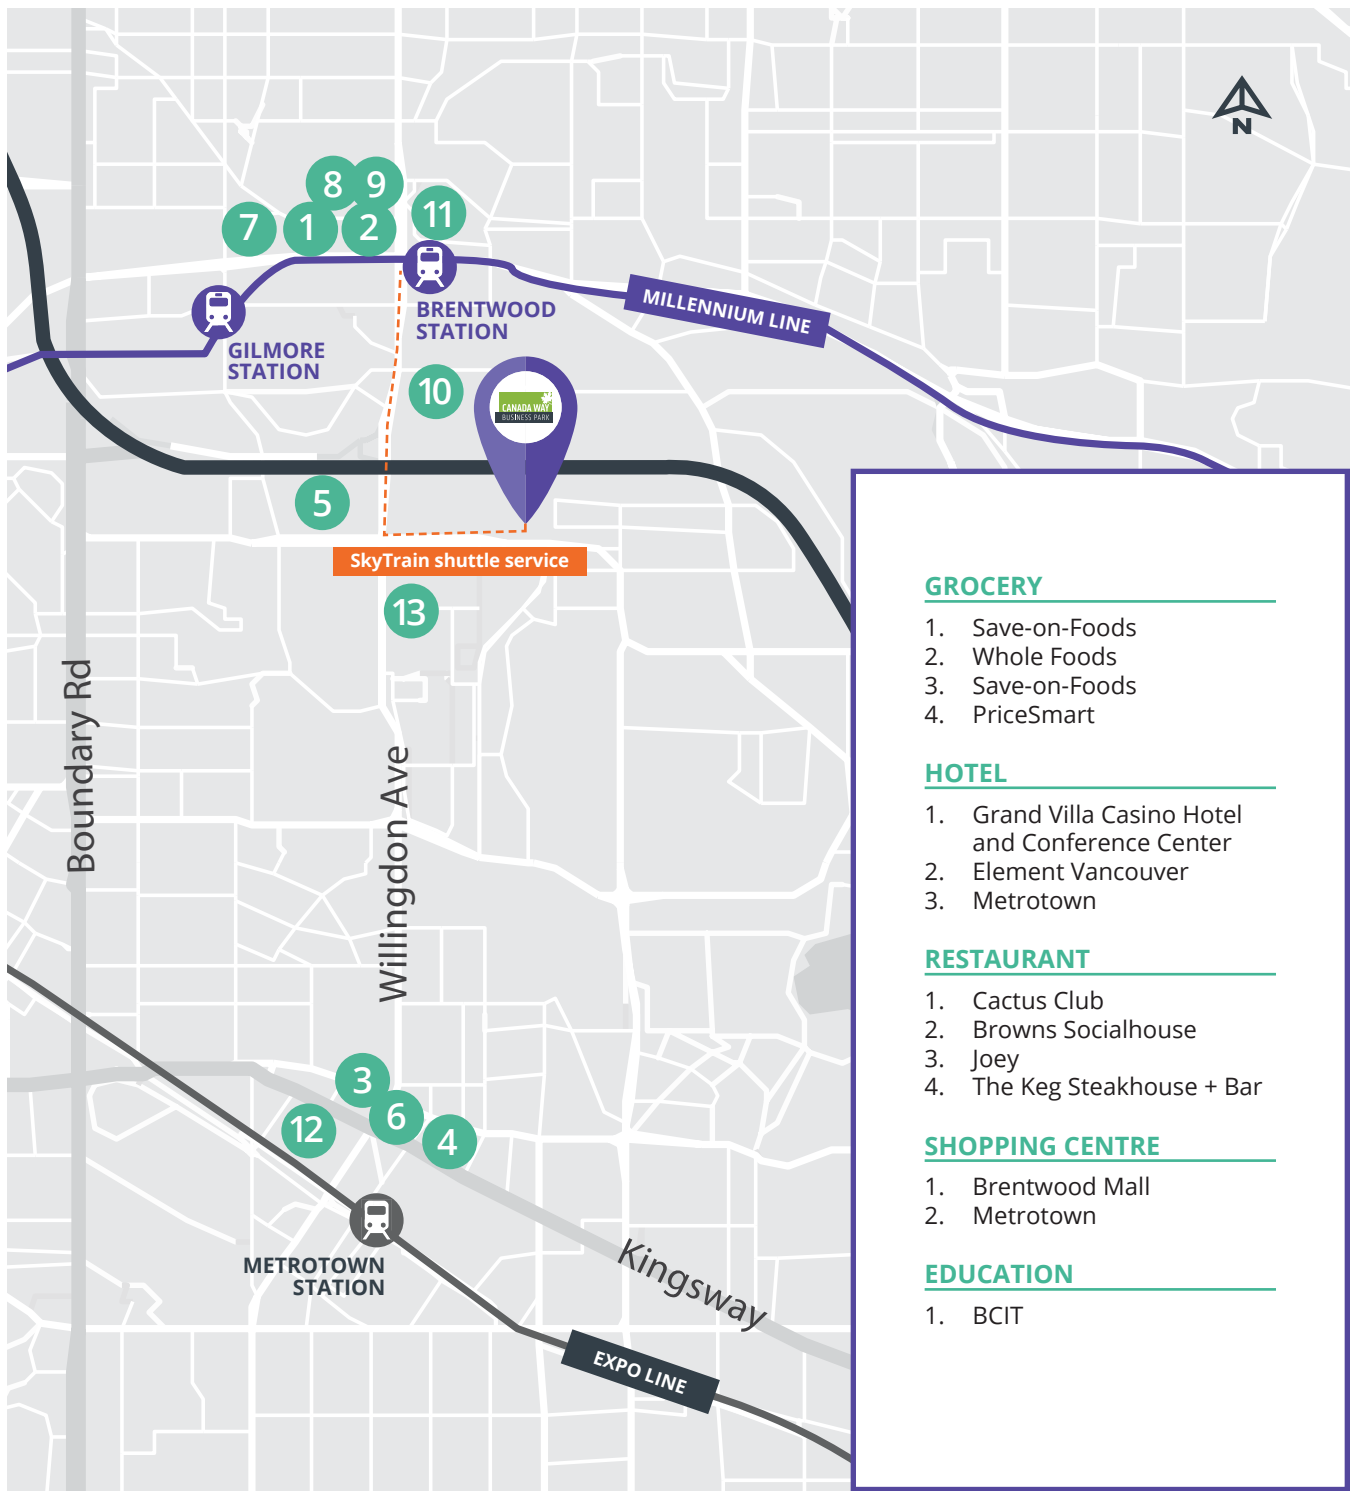 N
8 9
11
7 1 2
BRENTWOOD
STATION
MILLENNIUM LINE
GILMORE
STATION
10
CANADA WAY
BUSINESS PARK
5
SkyTrain shuttle service
13
Boundary Rd
Willingdon Ave
3
6
12
4
METROTOWN
STATION
Kingsway
EXPO LINE
GROCERY
1. Save-on-Foods
2. Whole Foods
3. Save-on-Foods
4. PriceSmart
HOTEL
1. Grand Villa Casino Hotel
and Conference Center
2. Element Vancouver
3. Metrotown
RESTAURANT
1. Cactus Club
2. Browns Socialhouse
3. Joey
4. The Keg Steakhouse + Bar
SHOPPING CENTRE
1. Brentwood Mall
2. Metrotown
EDUCATION
1. BCIT